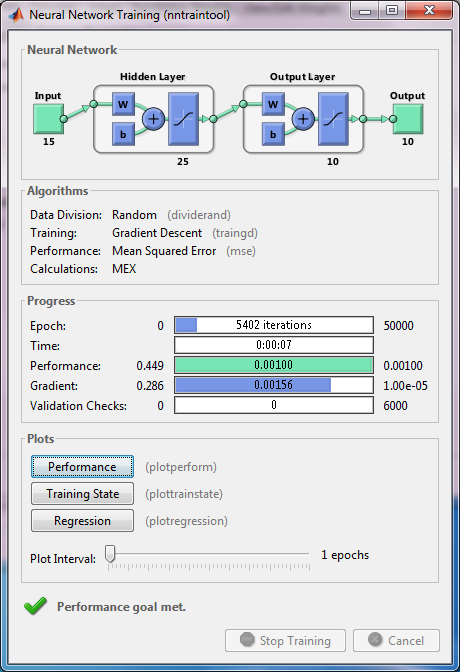 Neural Network Training (nntraintool)
Neural Network
Hidden Layer
Output Layer
Input
Output
W
W
b
b
15
25
10
10
Algorithms
Data Division: Random (dividerand)
Training: Gradient Descent (traingd)
Performance: Mean Squared Error (mse)
Calculations: MEX
Progress
Epoch: 0 5402 iterations 50000
Time: 0:00:07
Performance: 0.449 0.00100 0.00100
Gradient: 0.286 0.00156 1.00e-05
Validation Checks: 0 0 6000
Plots
Performance (plotperform)
Training State (plottrainstate)
Regression (plotregression)
Plot Interval: 1 epochs
Performance goal met.
Stop Training Cancel